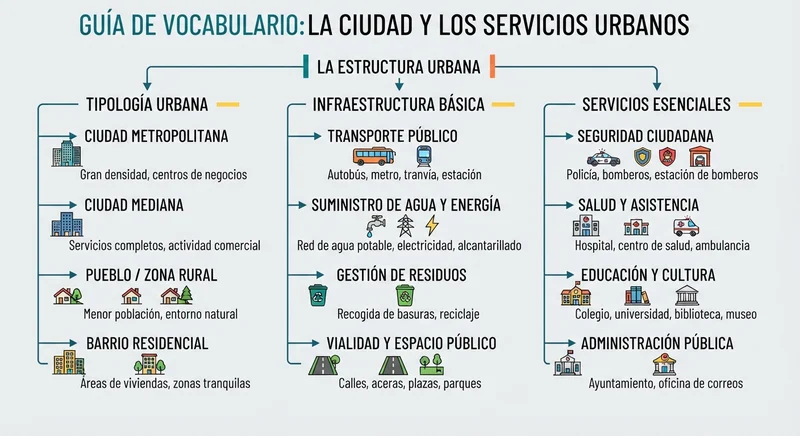 GUÍA DE VOCABULARIO: LA CIUDAD Y LOS SERVICIOS URBANOS
LA ESTRUCTURA URBANA
TIPOLOGÍA URBANA
CIUDAD METROPOLITANA
Gran densidad, centros de negocios
CIUDAD MEDIANA
Servicios completos, actividad comercial
PUEBLO / ZONA RURAL
Menor población, entorno natural
BARRIO RESIDENCIAL
Áreas de viviendas, zonas tranquilas
INFRAESTRUCTURA BÁSICA
TRANSPORTE PÚBLICO
Autobús, metro, tranvía, estación
SUMINISTRO DE AGUA Y ENERGÍA
Red de agua potable, electricidad, alcantarillado
GESTIÓN DE RESIDUOS
Recogida de basuras, reciclaje
VIALIDAD Y ESPACIO PÚBLICO
Calles, aceras, plazas, parques
SERVICIOS ESENCIALES
SEGURIDAD CIUDADANA
Policía, bomberos, estación de bomberos
SALUD Y ASISTENCIA
Hospital, centro de salud, ambulancia
EDUCACIÓN Y CULTURA
Colegio, universidad, biblioteca, museo
ADMINISTRACIÓN PÚBLICA
Ayuntamiento, oficina de correos